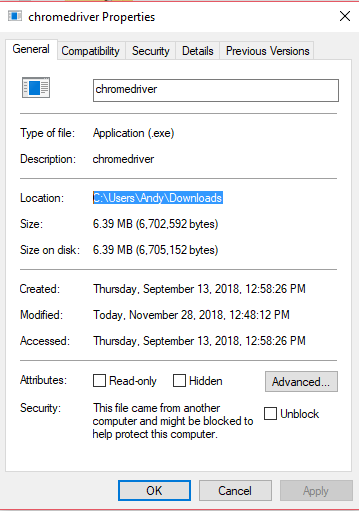 chromedriver Properties
General Compatibility Security Details Previous Versions
chromedriver
Type of file: Application (.exe)
Description: chromedriver
Location: C:\Users\Andy\Downloads
Size: 6.39 MB (6,702,592 bytes)
Size on disk: 6.39 MB (6,705,152 bytes)
Created: Thursday, September 13, 2018, 12:58:26 PM
Modified: Today, November 28, 2018, 12:48:12 PM
Accessed: Thursday, September 13, 2018, 12:58:26 PM
Attributes: Read-only Hidden Advanced...
Security: This file came from another Unblock
computer and might be blocked to
help protect this computer.
OK Cancel Apply